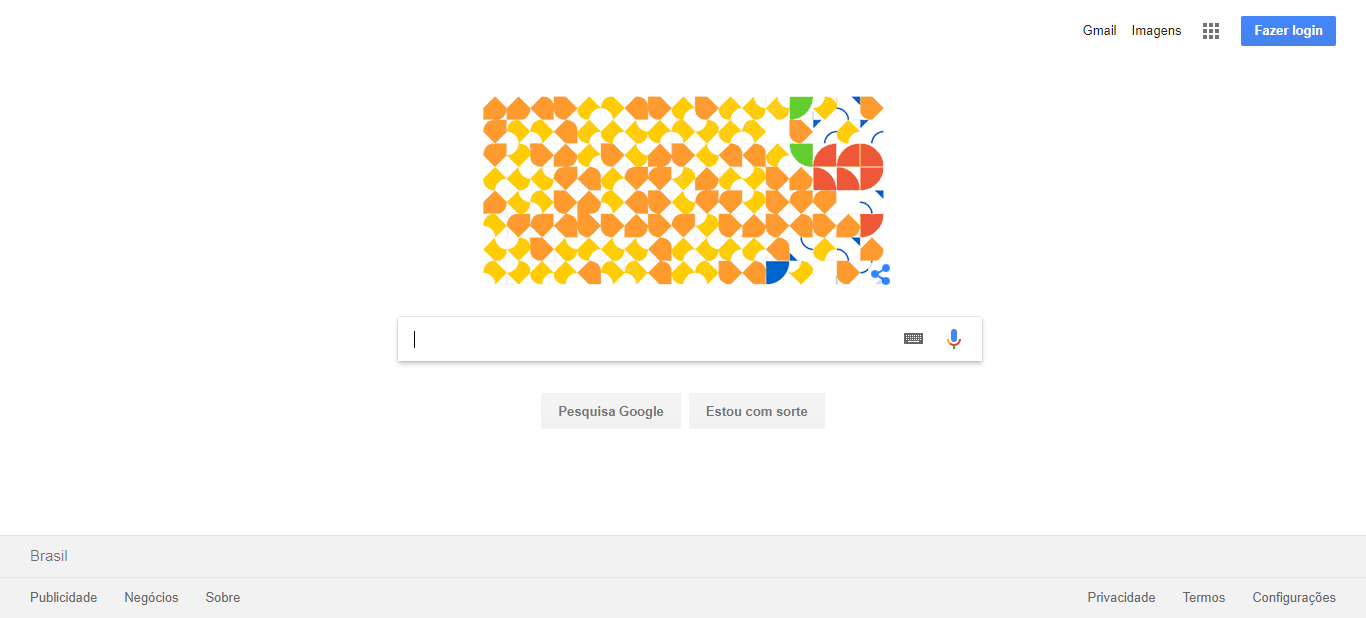 Gmail Imagens Fazer login
Pesquisa Google Estou com sorte
Brasil
Publicidade Negócios Sobre Privacidade Termos Configurações